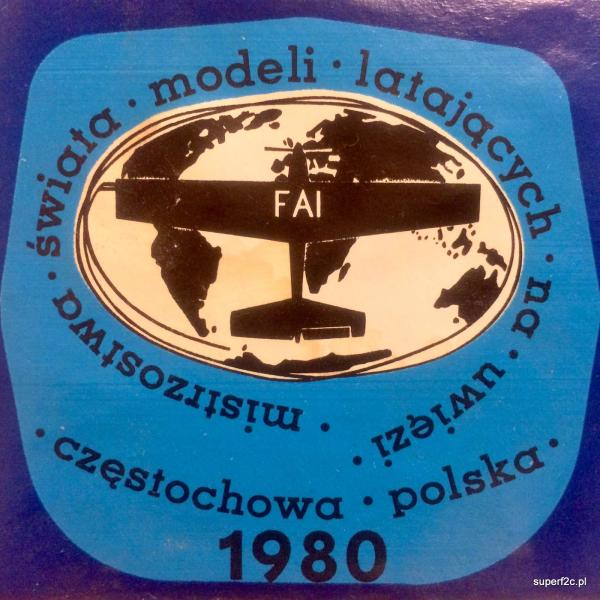 mistrzostwa · świata · modeli · latających · na · uwięzi ·
FAI
· częstochowa · polska ·
1980
superf2c.pl